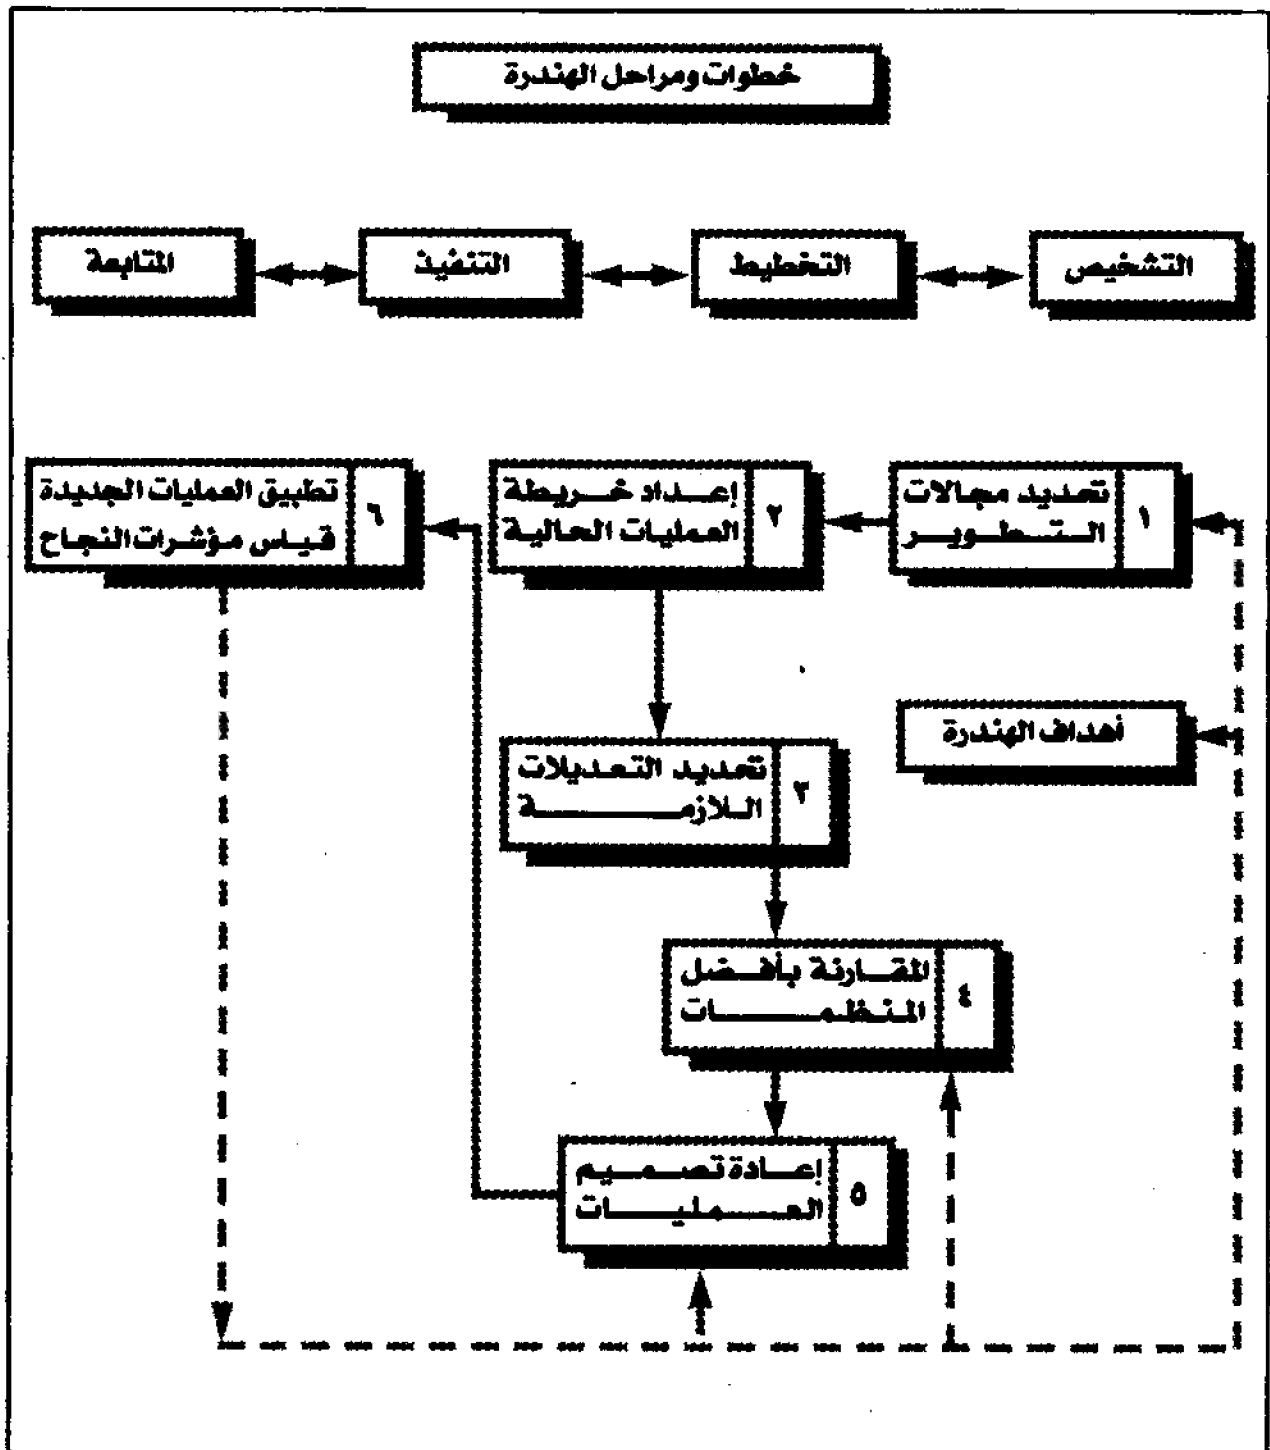 خطوات ومراحل الهندرة
التشخيص
التخطيط
التنفيذ
المتابعة
١
تحديد مجالات
التطوير
٢
إعداد خريطة
العمليات الحالية
٦
تطبيق العمليات الجديدة
قياس مؤشرات النجاح
أهداف الهندرة
٣
تحديد التعديلات
اللازمة
٤
المقارنة بأفضل
المنظمات
٥
إعادة تصميم
العمليات